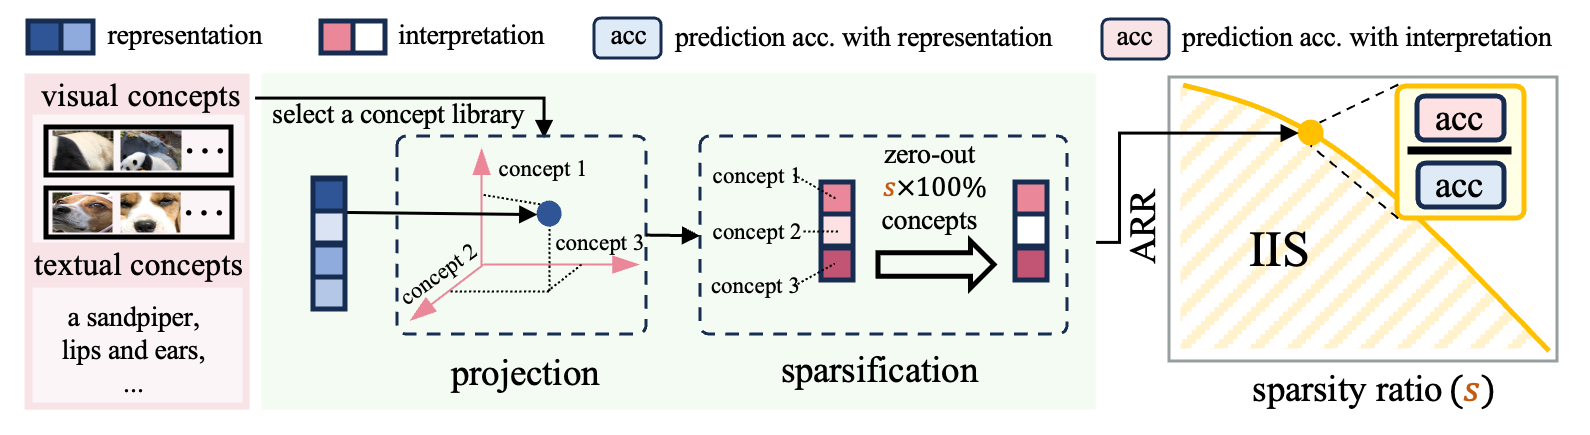 representation
interpretation
acc
prediction acc. with representation
acc
prediction acc. with interpretation
visual concepts
...
...
textual concepts
a sandpiper,
lips and ears,
...
select a concept library
concept 1
concept 2
concept 3
projection
concept 1
concept 2
concept 3
zero-out
s×100%
concepts
sparsification
ARR
acc
acc
IIS
sparsity ratio (s)